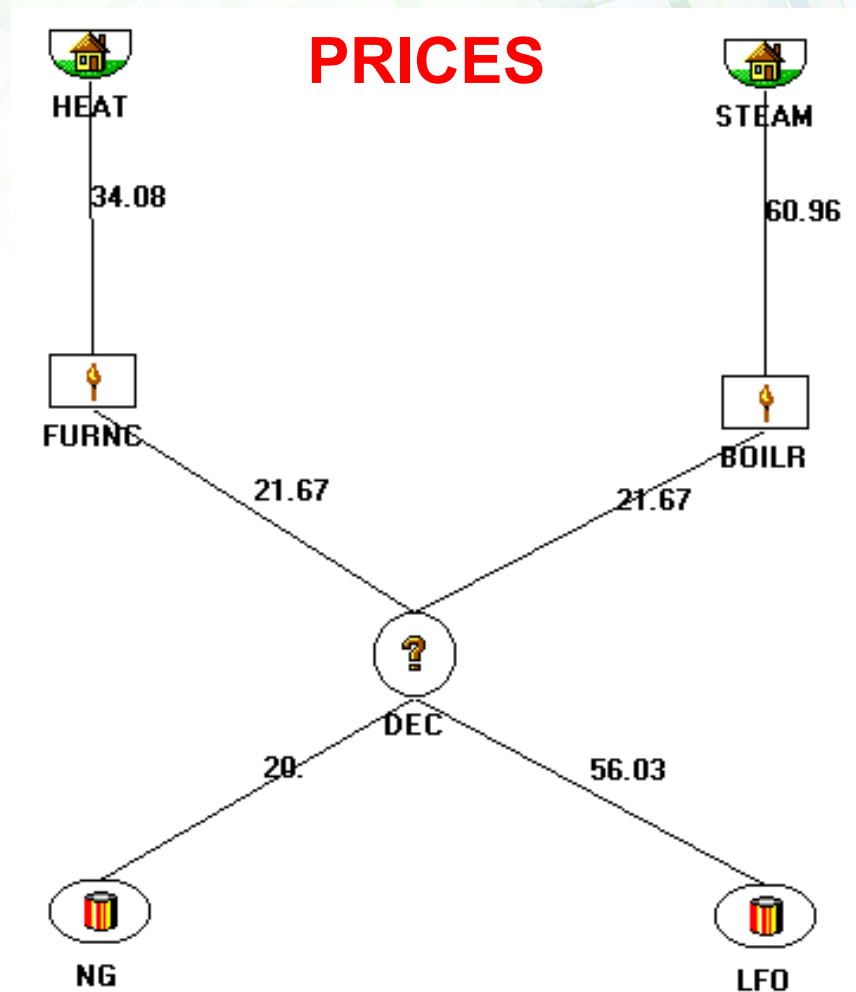 PRICES
HEAT
STEAM
34.08
60.96
FURNC
BOILR
21.67
21.67
?
DEC
20.
56.03
NG
LFO